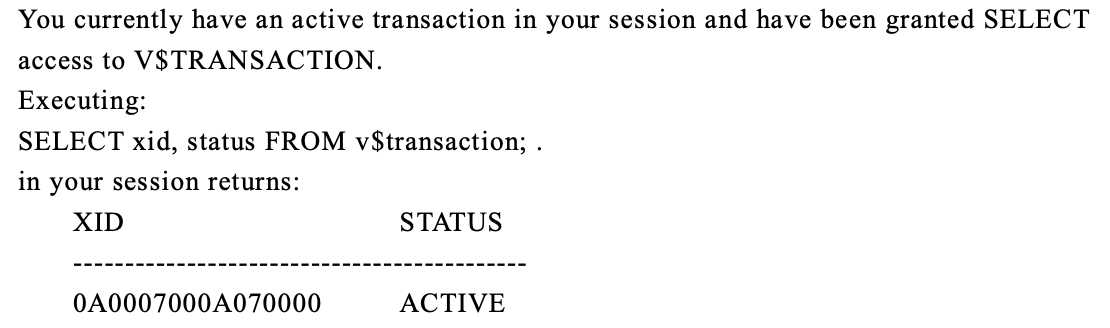 You currently have an active transaction in your session and have been granted SELECT
access to V$TRANSACTION.
Executing:
SELECT xid, status FROM v$transaction; .
in your session returns:
XID STATUS
--------------------------------------------
0A0007000A070000 ACTIVE